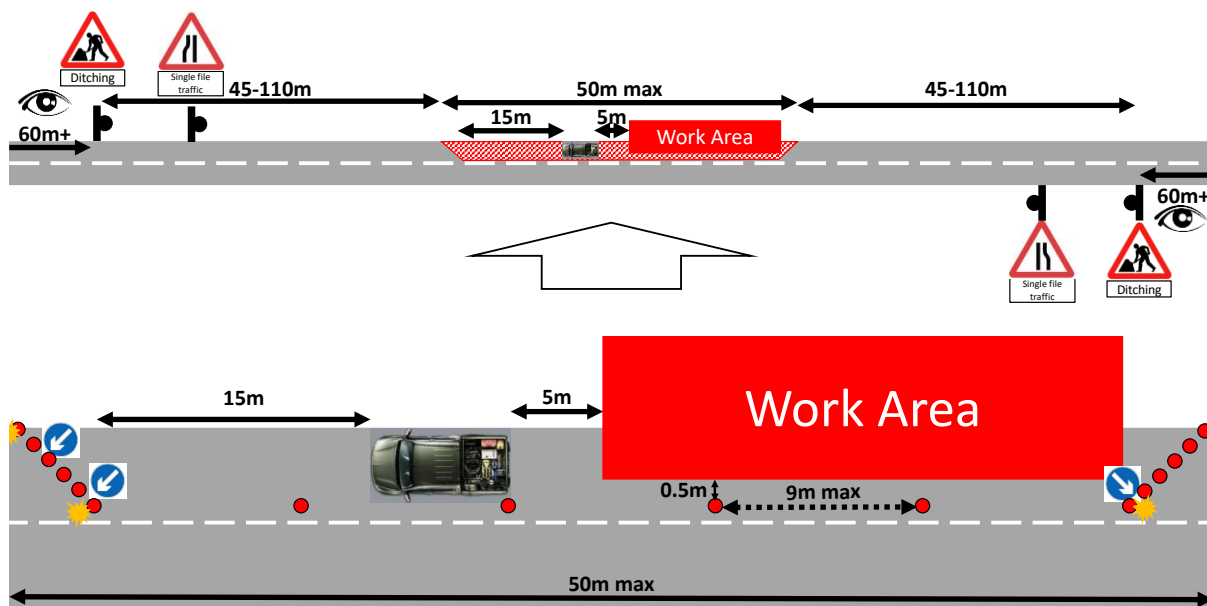 Ditching
Single file
traffic
45-110m
50m max
45-110m
60m+
15m
5m
Work Area
60m+
Single file
traffic
Ditching
15m
5m
Work Area
0.5m
9m max
50m max